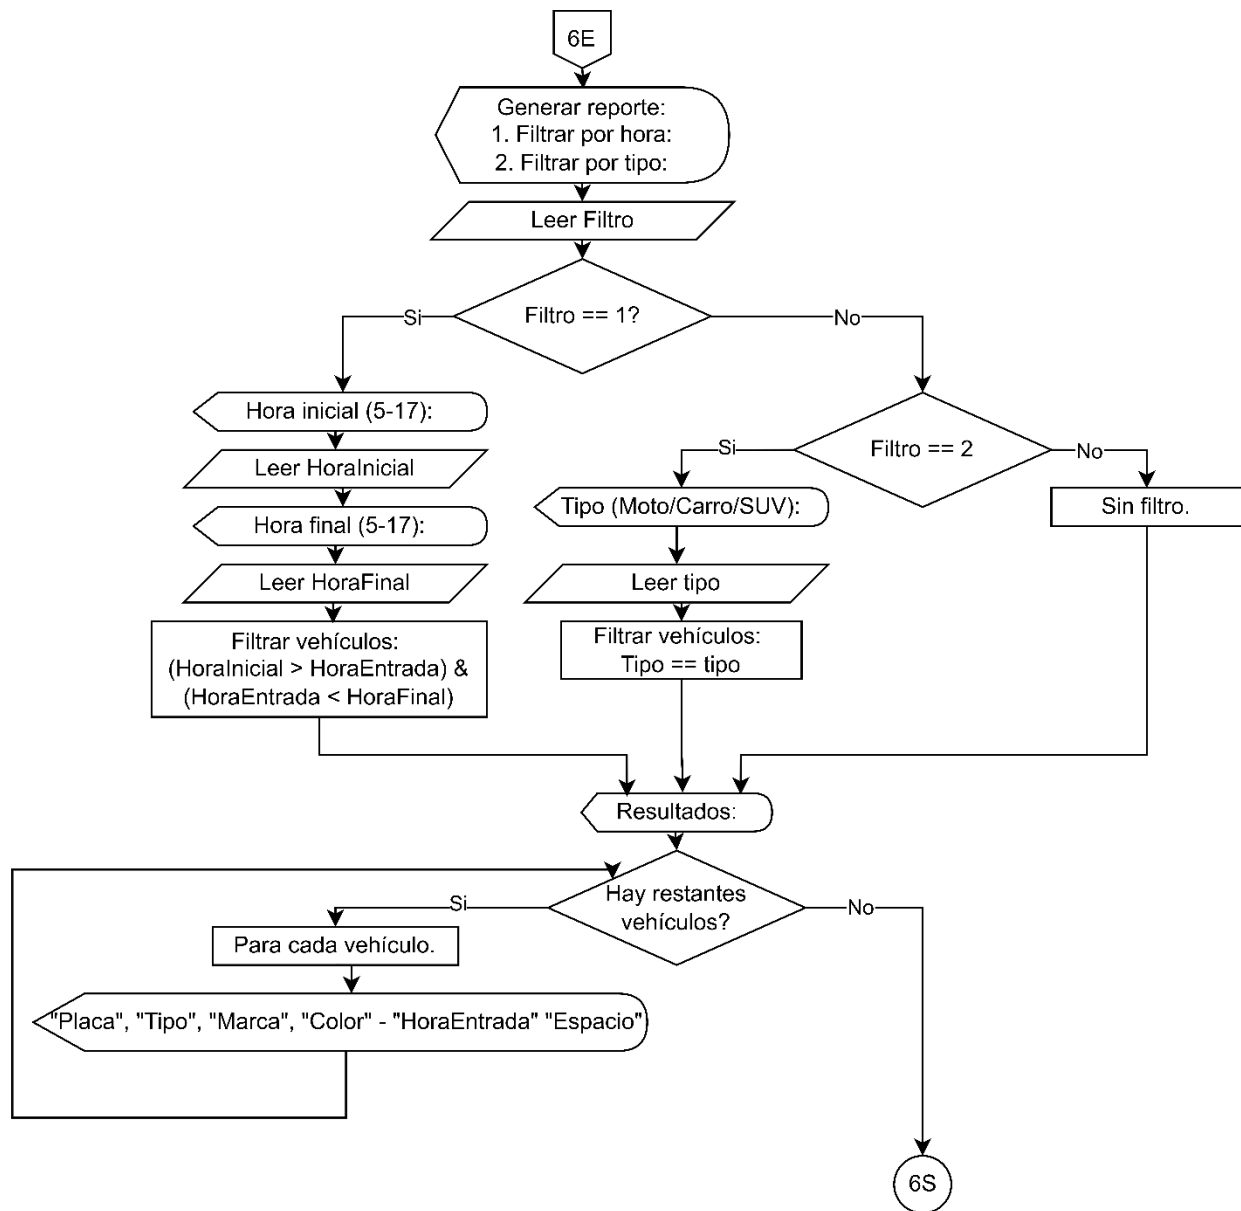 6E
Generar reporte:
1. Filtrar por hora:
2. Filtrar por tipo:
Leer Filtro
Filtro == 1?
Si
No
Hora inicial (5-17):
Leer HoraInicial
Hora final (5-17):
Leer HoraFinal
Filtrar vehículos:
(HoraInicial > HoraEntrada) &
(HoraEntrada < HoraFinal)
Filtro == 2
Si
No
Tipo (Moto/Carro/SUV):
Leer tipo
Filtrar vehículos:
Tipo == tipo
Sin filtro.
Resultados:
Hay restantes
vehículos?
Si
No
Para cada vehículo.
"Placa", "Tipo", "Marca", "Color" - "HoraEntrada" "Espacio"
6S